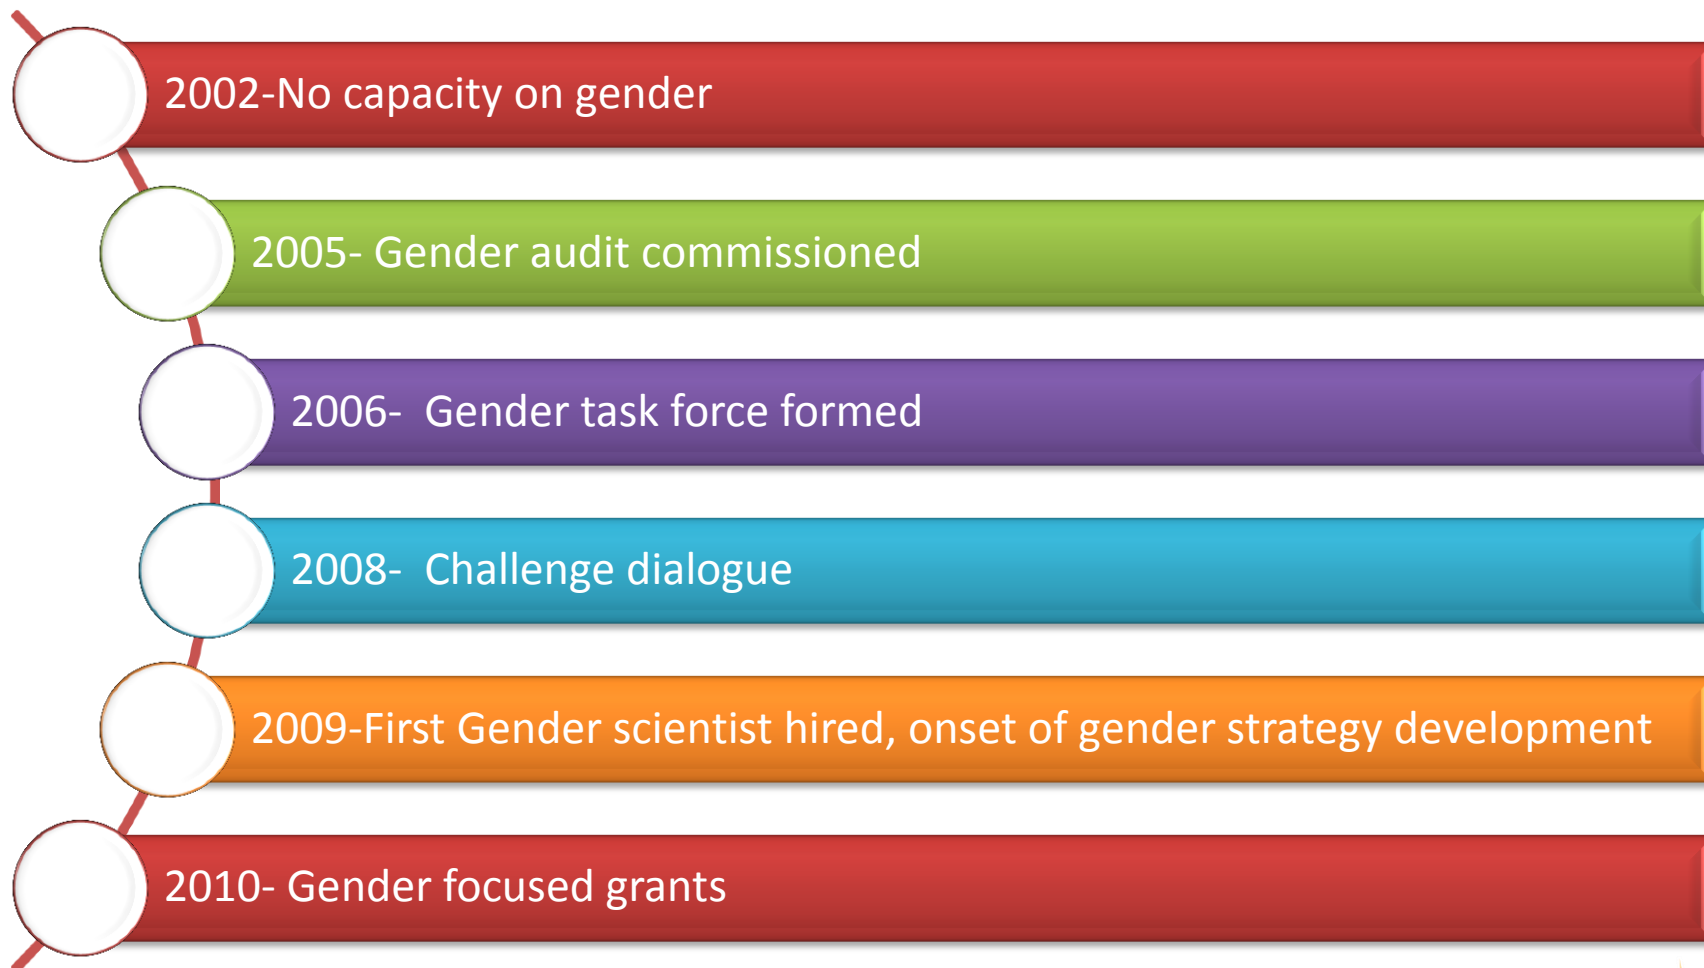 2002-No capacity on gender
2005- Gender audit commissioned
2006-  Gender task force formed
2008-  Challenge dialogue
2009-First Gender scientist hired, onset of gender strategy development
2010- Gender focused grants